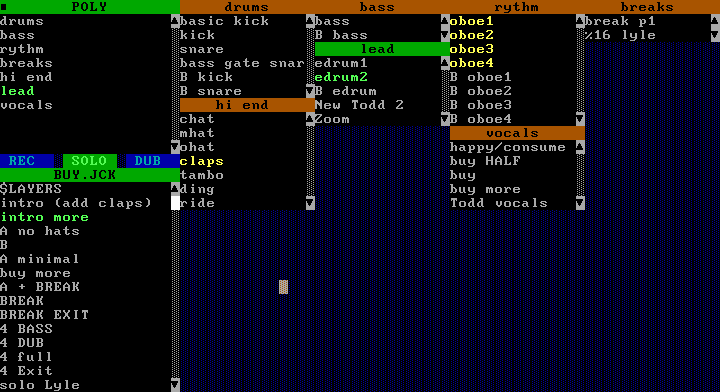 POLY
drums
bass
rythm
breaks
hi end
lead
vocals
REC SOLO DUB
BUY.JCK
$LAYERS
intro (add claps)
intro more
A no hats
B
A minimal
buy more
A + BREAK
BREAK
BREAK EXIT
4 BASS
4 DUB
4 full
4 Exit
solo Lyle
drums
basic kick
kick
snare
bass gate snar
B kick
B snare
hi end
chat
mhat
ohat
claps
tambo
ding
ride
bass
bass
B bass
lead
edrum1
edrum2
B edrum
New Todd 2
Zoom
rythm
oboe1
oboe2
oboe3
oboe4
B oboe1
B oboe2
B oboe3
B oboe4
vocals
happy/consume
buy HALF
buy
buy more
Todd vocals
breaks
break p1
%16 lyle